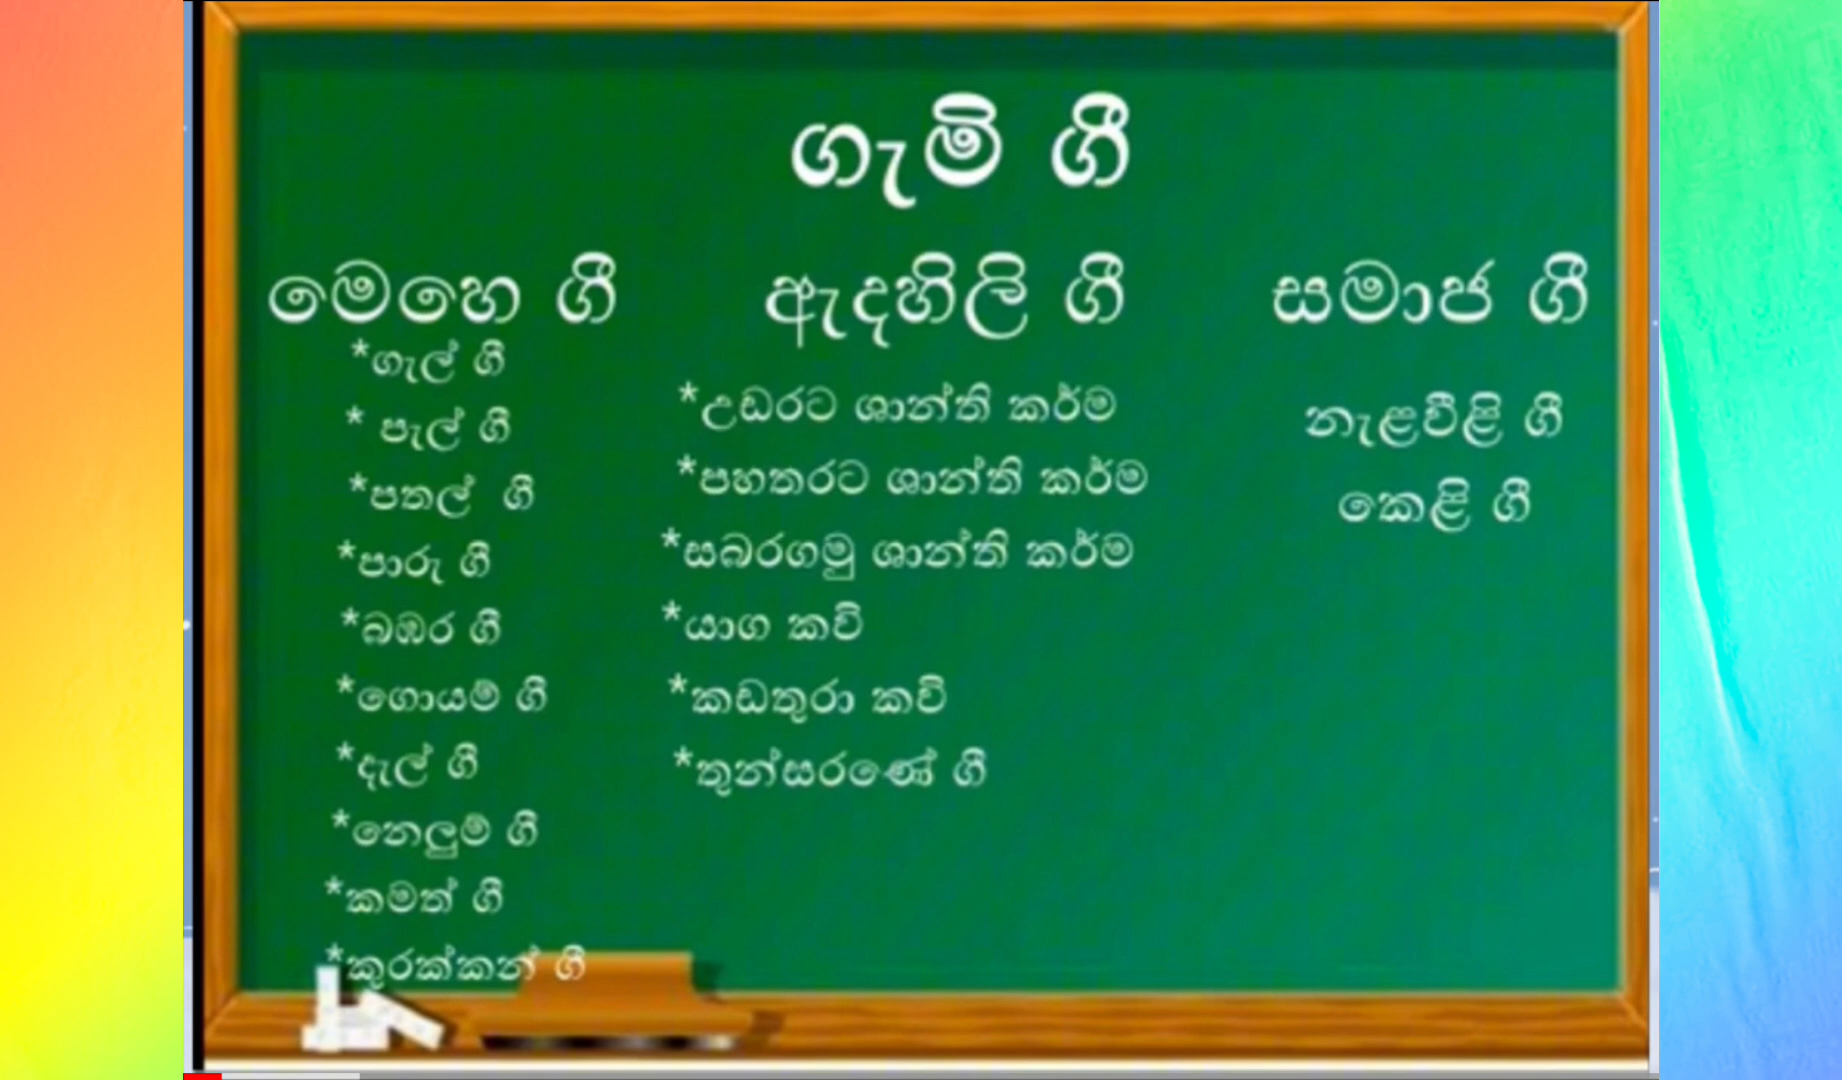 ගැමි ගී
මෙහෙ ගී
*ගැල් ගී
* පැල් ගී
*පතල් ගී
*පාරු ගී
*බඹර ගී
*ගොයම් ගී
*දැල් ගී
*නෙලුම් ගී
*කමත් ගී
*කුරක්කන් ගී
ඇදහිලි ගී
*උඩරට ශාන්ති කර්ම
*පහතරට ශාන්ති කර්ම
*සබරගමු ශාන්ති කර්ම
*යාග කවි
*කඩතුරා කවි
*තුන්සරණේ ගී
සමාජ ගී
නැළවීළි ගී
කෙළි ගී